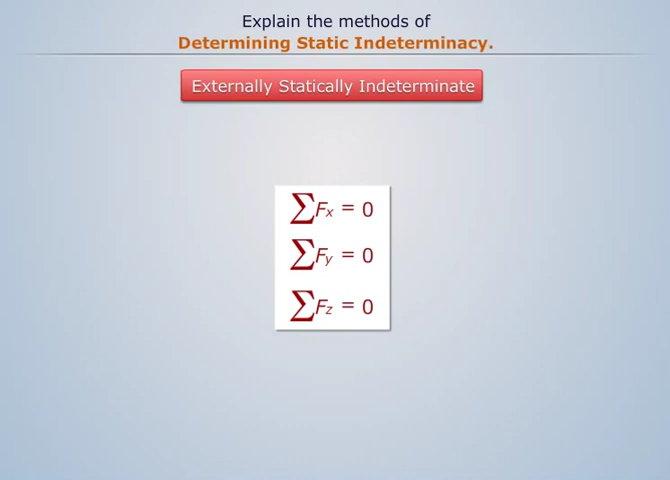 Explain the methods of
Determining Static Indeterminacy.
Externally Statically Indeterminate
∑Fx = 0
∑Fy = 0
∑Fz = 0